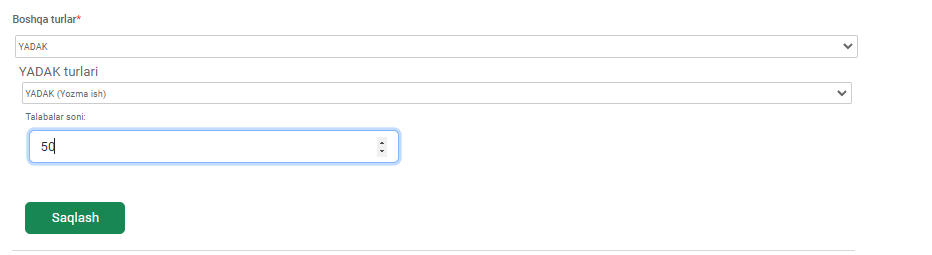 Boshqa turlar*
YADAK
YADAK turlari
YADAK (Yozma ish)
Talabalar soni:
50
Saqlash